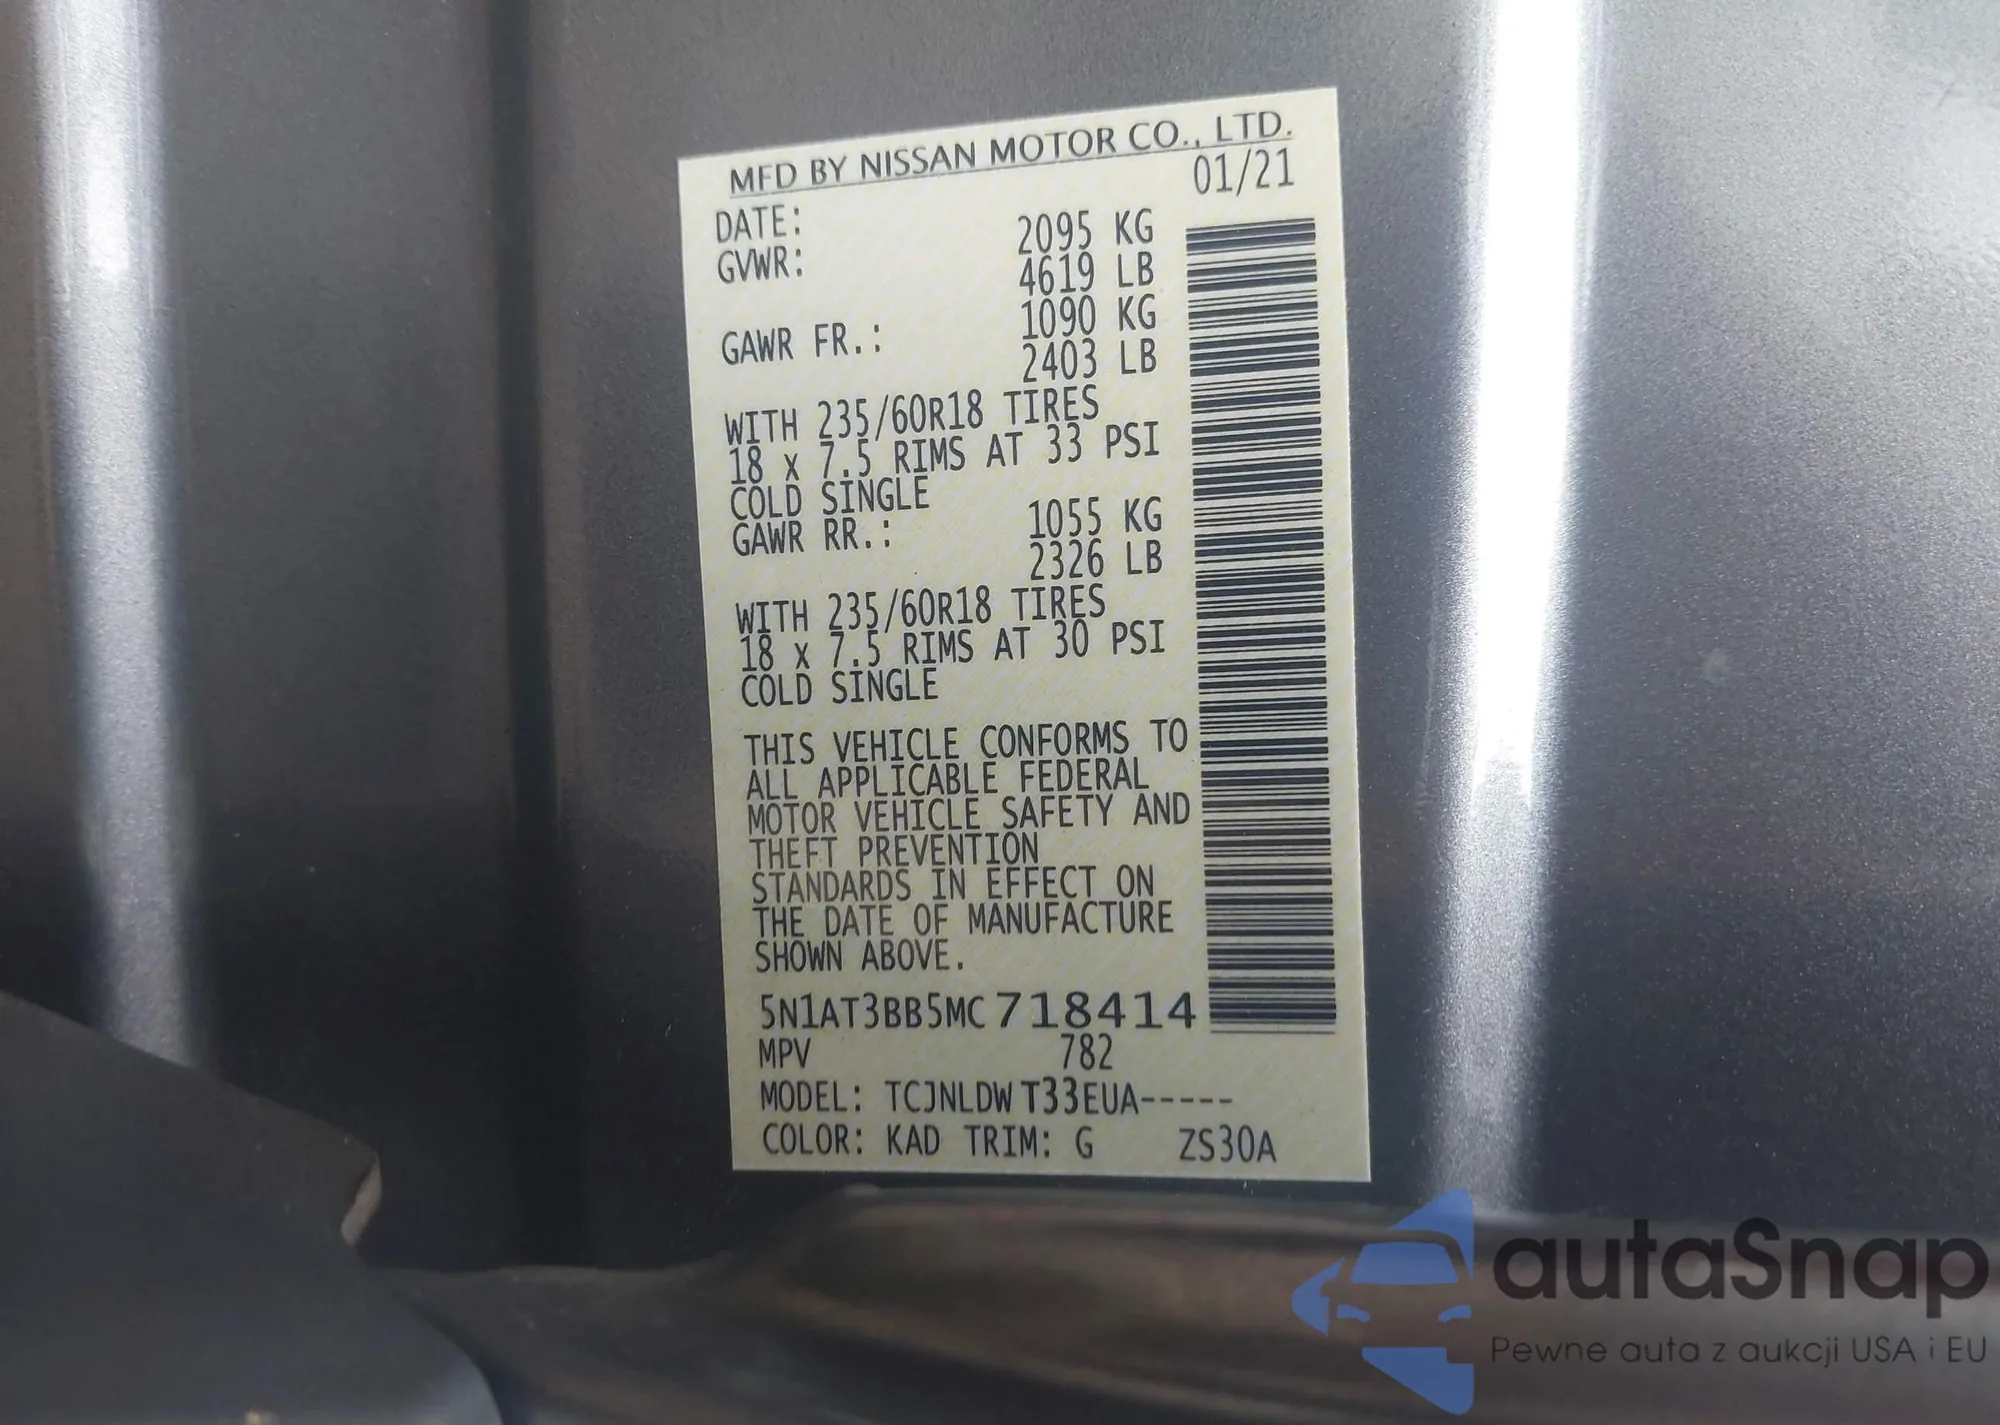 MFD BY NISSAN MOTOR CO., LTD.
DATE: 01/21
GVWR: 2095 KG
4619 LB
GAWR FR.: 1090 KG
2403 LB
WITH 235/60R18 TIRES
18 x 7.5 RIMS AT 33 PSI
COLD SINGLE
GAWR RR.: 1055 KG
2326 LB
WITH 235/60R18 TIRES
18 x 7.5 RIMS AT 30 PSI
COLD SINGLE
THIS VEHICLE CONFORMS TO
ALL APPLICABLE FEDERAL
MOTOR VEHICLE SAFETY AND
THEFT PREVENTION
STANDARDS IN EFFECT ON
THE DATE OF MANUFACTURE
SHOWN ABOVE.
5N1AT3BB5MC718414
MPV 782
MODEL: TCJNLDWT33EUA-----
COLOR: KAD TRIM: G ZS30A
autaSnap
Pewne auta z aukcji USA i EU